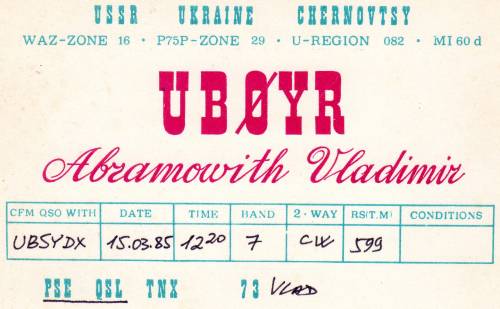 USSR UKRAINE CHERNOVTSY
WAZ-ZONE 16 · P75P-ZONE 29 · U-REGION 082 · MI 60 d
UBØYR
Abramowith Vladimir
CFM QSO WITH DATE TIME BAND 2-WAY RS(T.M) CONDITIONS
UB5YDX 15.03.85 12 20 7 CW 599
PSE QSL TNX 73 VLAD